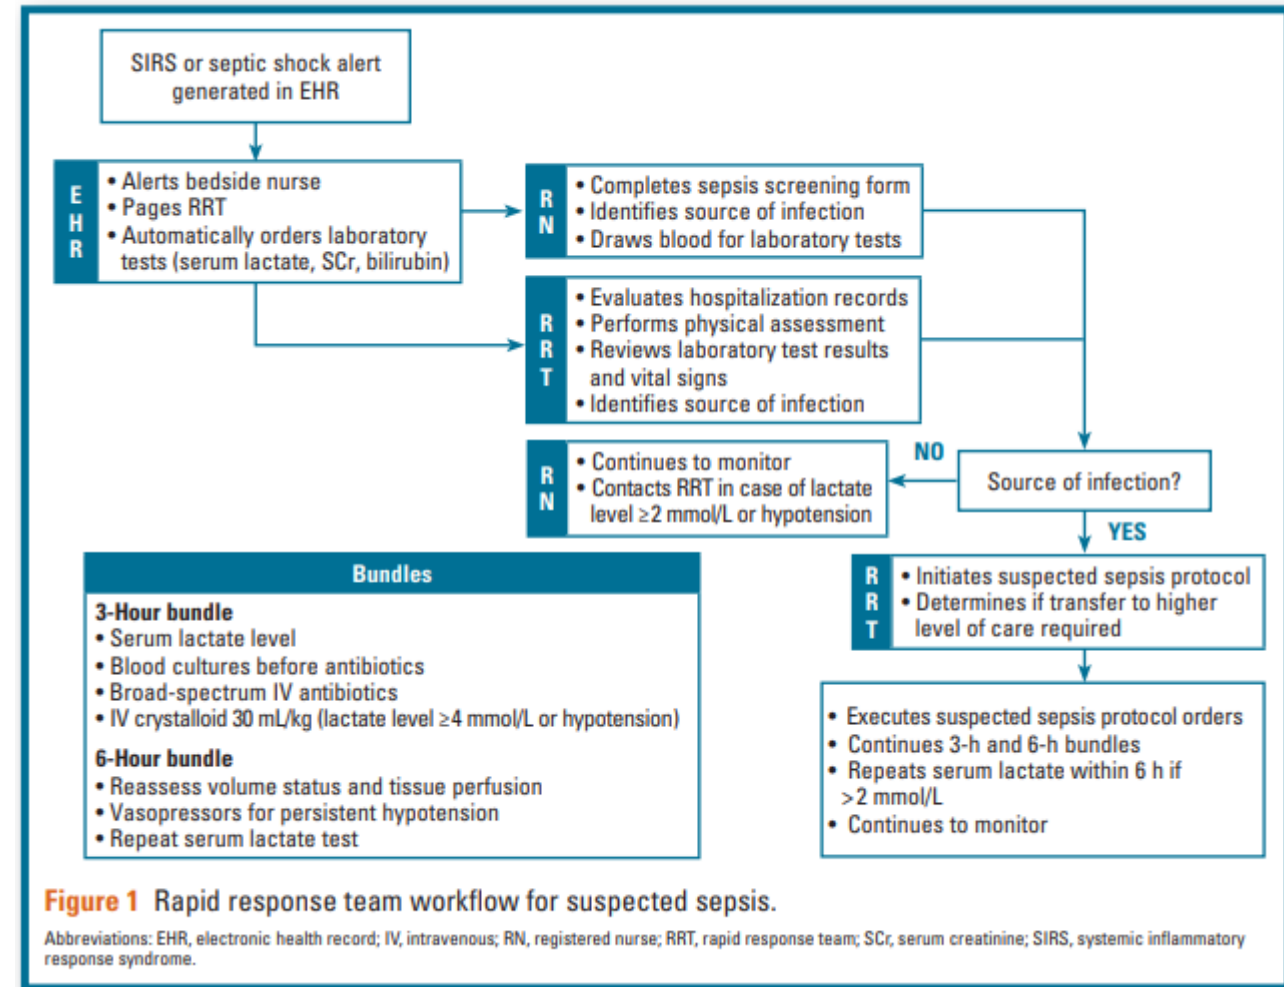 SIRS or septic shock alert
generated in EHR
E
H
R
• Alerts bedside nurse
• Pages RRT
• Automatically orders laboratory
tests (serum lactate, SCr, bilirubin)
R
N
• Completes sepsis screening form
• Identifies source of infection
• Draws blood for laboratory tests
R
R
T
• Evaluates hospitalization records
• Performs physical assessment
• Reviews laboratory test results
and vital signs
• Identifies source of infection
R
N
• Continues to monitor
• Contacts RRT in case of lactate
level ≥2 mmol/L or hypotension
NO
Source of infection?
YES
R
R
T
• Initiates suspected sepsis protocol
• Determines if transfer to higher
level of care required
• Executes suspected sepsis protocol orders
• Continues 3-h and 6-h bundles
• Repeats serum lactate within 6 h if
>2 mmol/L
• Continues to monitor
Bundles
3-Hour bundle
• Serum lactate level
• Blood cultures before antibiotics
• Broad-spectrum IV antibiotics
• IV crystalloid 30 mL/kg (lactate level ≥4 mmol/L or hypotension)
6-Hour bundle
• Reassess volume status and tissue perfusion
• Vasopressors for persistent hypotension
• Repeat serum lactate test
Figure 1 Rapid response team workflow for suspected sepsis.
Abbreviations: EHR, electronic health record; IV, intravenous; RN, registered nurse; RRT, rapid response team; SCr, serum creatinine; SIRS, systemic inflammatory
response syndrome.